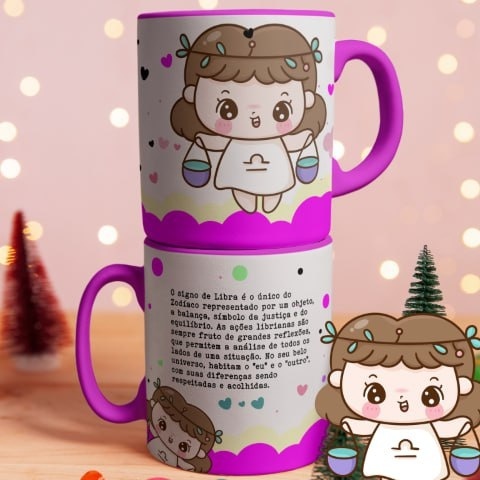 O signo de Libra é o único do
Zodíaco representado por um objeto,
a balança, símbolo da justiça e do
equilíbrio. As ações librianas são
sempre fruto de grandes reflexões,
que permitem a análise de todos os
lados de uma situação. No seu belo
universo, habitam o "eu" e o "outro",
com suas diferenças sendo
respeitadas e acolhidas.